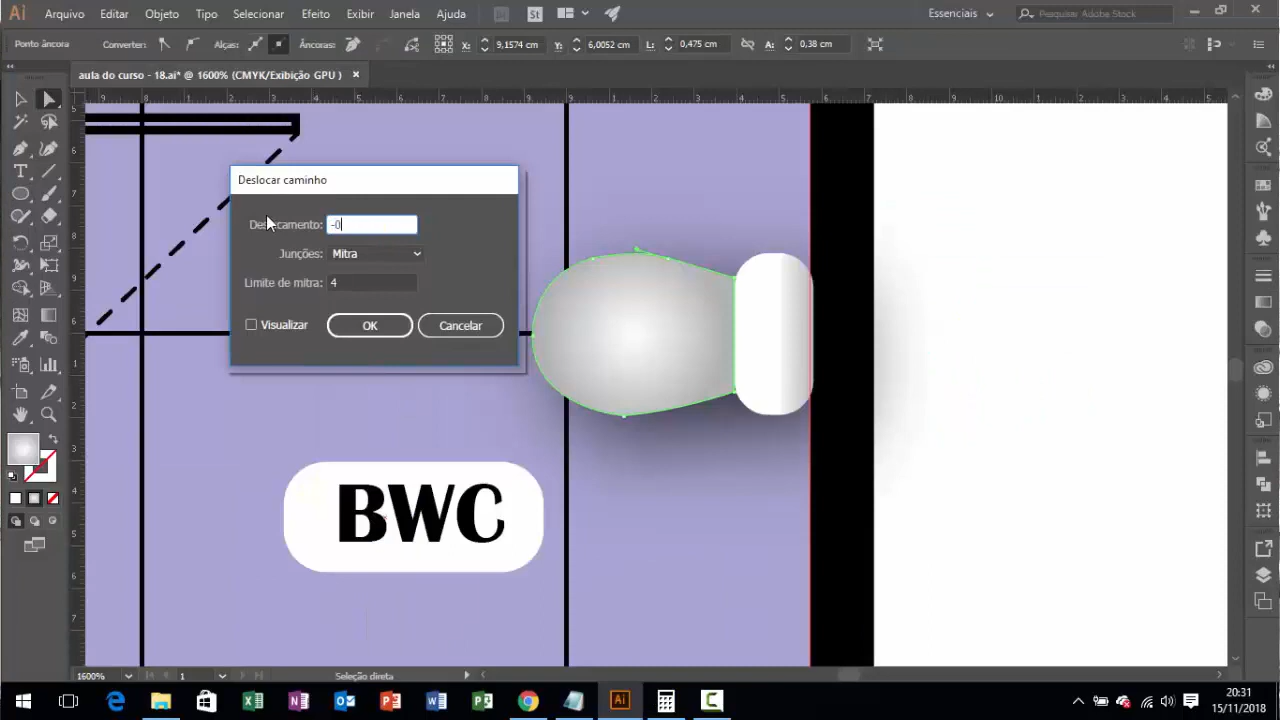 Ai Arquivo Editar Objeto Tipo Selecionar Efeito Exibir Janela Ajuda St Essenciais Pesquisar Adobe Stock
Ponto âncora Converter: Alças: Âncoras: X: 9,1574 cm Y: 6,0052 cm L: 0,475 cm A: 0,38 cm
aula do curso - 18.ai* @ 1600% (CMYK/Exibição GPU ) ×
Deslocar caminho
Deslocamento: -0
Junções: Mitra
Limite de mitra: 4
Visualizar OK Cancelar
BWC
1600% 1 Seleção direta
20:31
15/11/2018